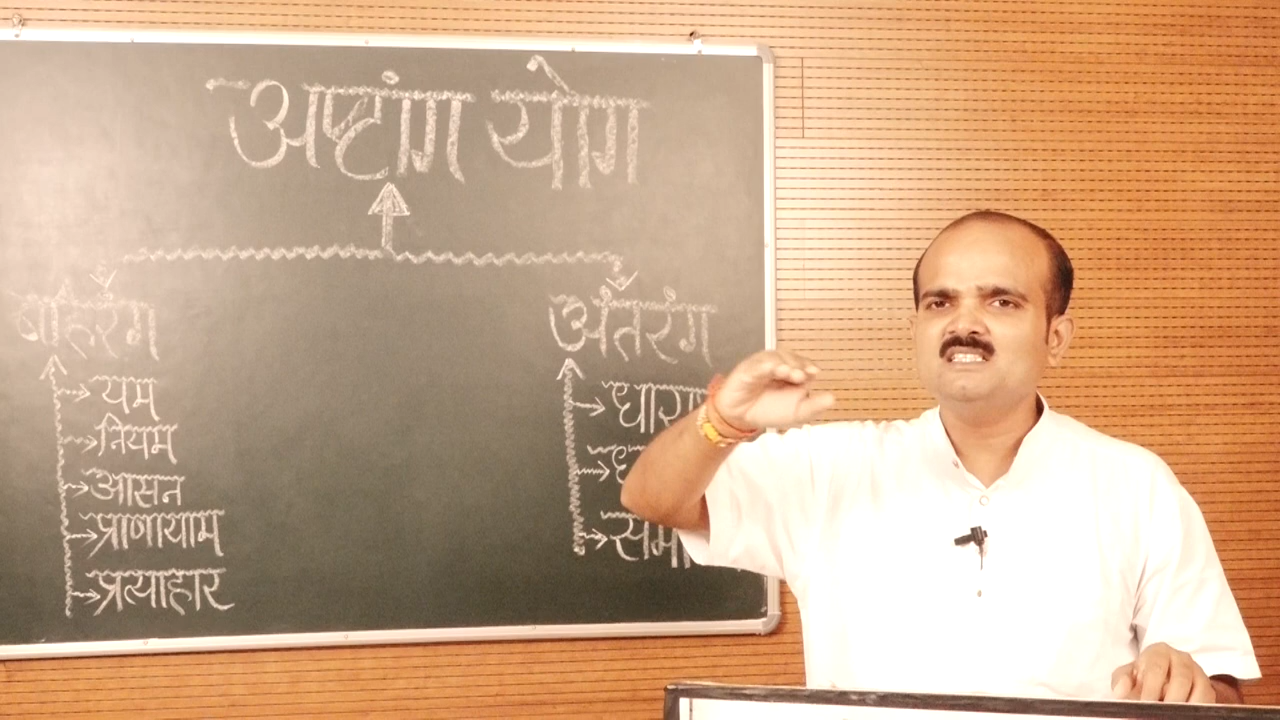 अष्टांग योग
बहिरंग
यम
नियम
आसन
प्राणायाम
प्रत्याहार
अंतरंग